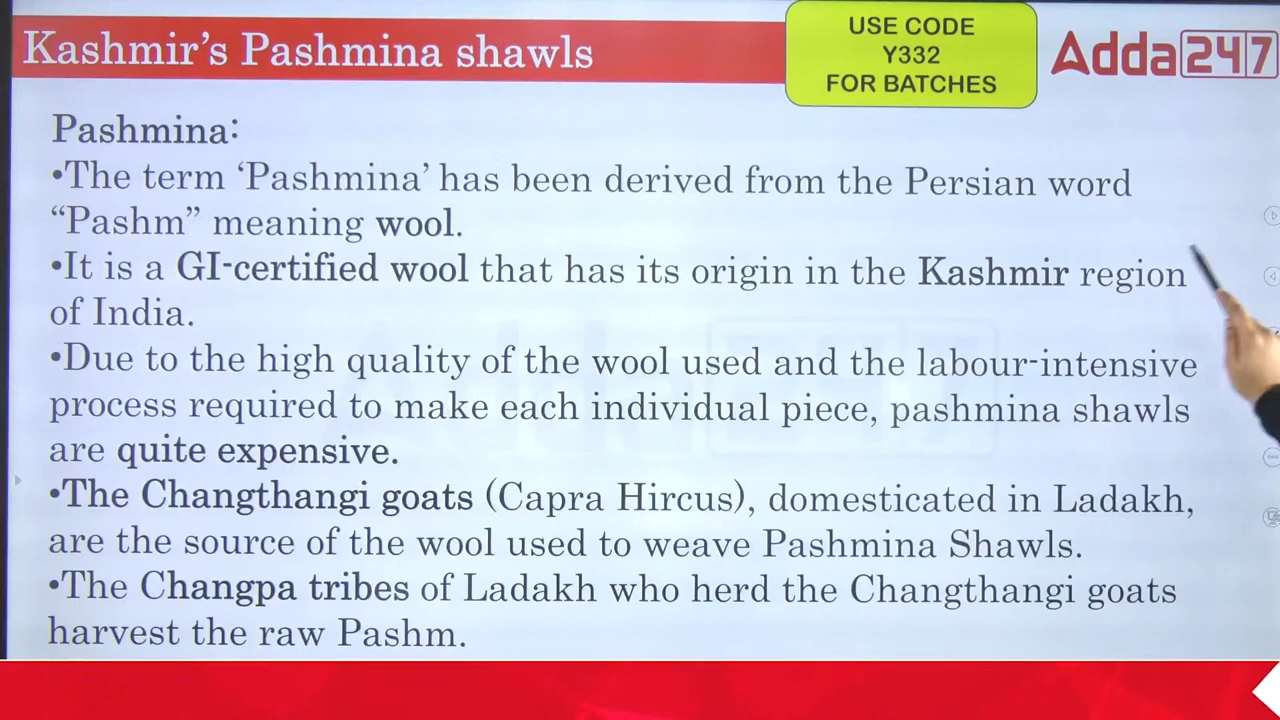 Kashmir's Pashmina shawls
USE CODE
Y332
FOR BATCHES
Adda247
Pashmina:
•The term ‘Pashmina’ has been derived from the Persian word
“Pashm” meaning wool.
•It is a GI-certified wool that has its origin in the Kashmir region
of India.
•Due to the high quality of the wool used and the labour-intensive
process required to make each individual piece, pashmina shawls
are quite expensive.
•The Changthangi goats (Capra Hircus), domesticated in Ladakh,
are the source of the wool used to weave Pashmina Shawls.
•The Changpa tribes of Ladakh who herd the Changthangi goats
harvest the raw Pashm.
Adda247